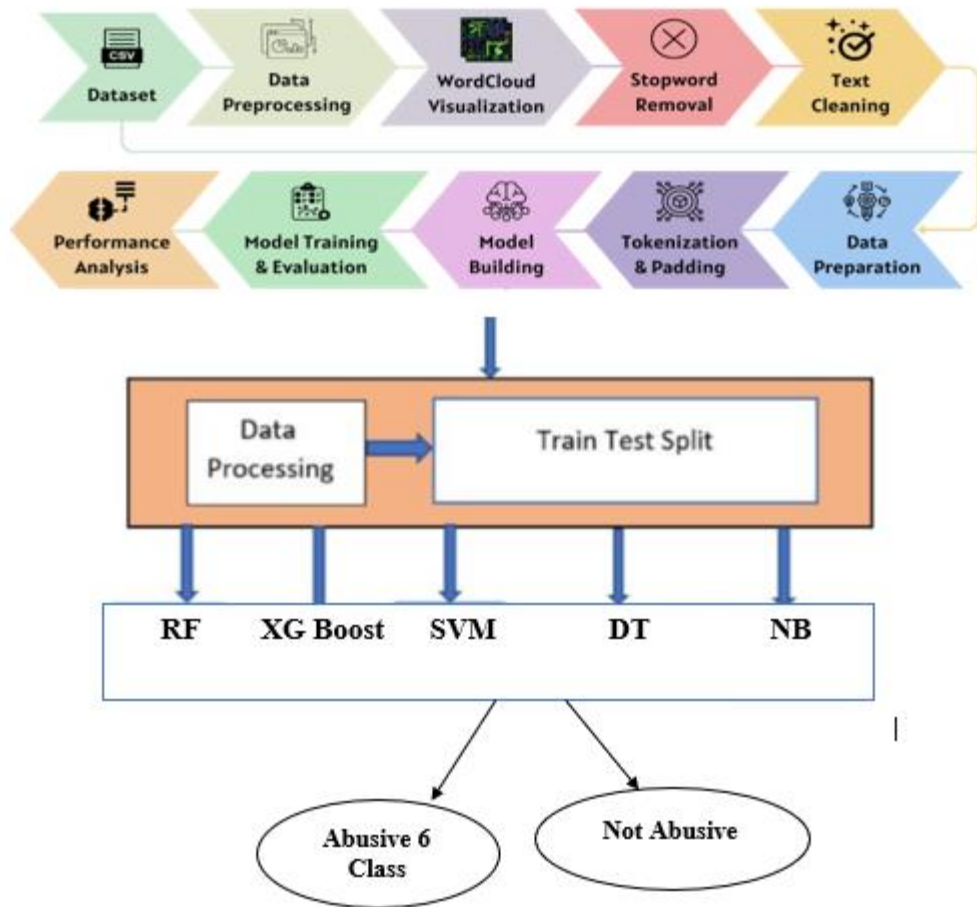 CSV
Dataset
Data
Preprocessing
WordCloud
Visualization
Stopword
Removal
Text
Cleaning
Performance
Analysis
Model Training
& Evaluation
Model
Building
Tokenization
& Padding
Data
Preparation
Data
Processing
Train Test Split
RF
XG Boost
SVM
DT
NB
Abusive 6
Class
Not Abusive